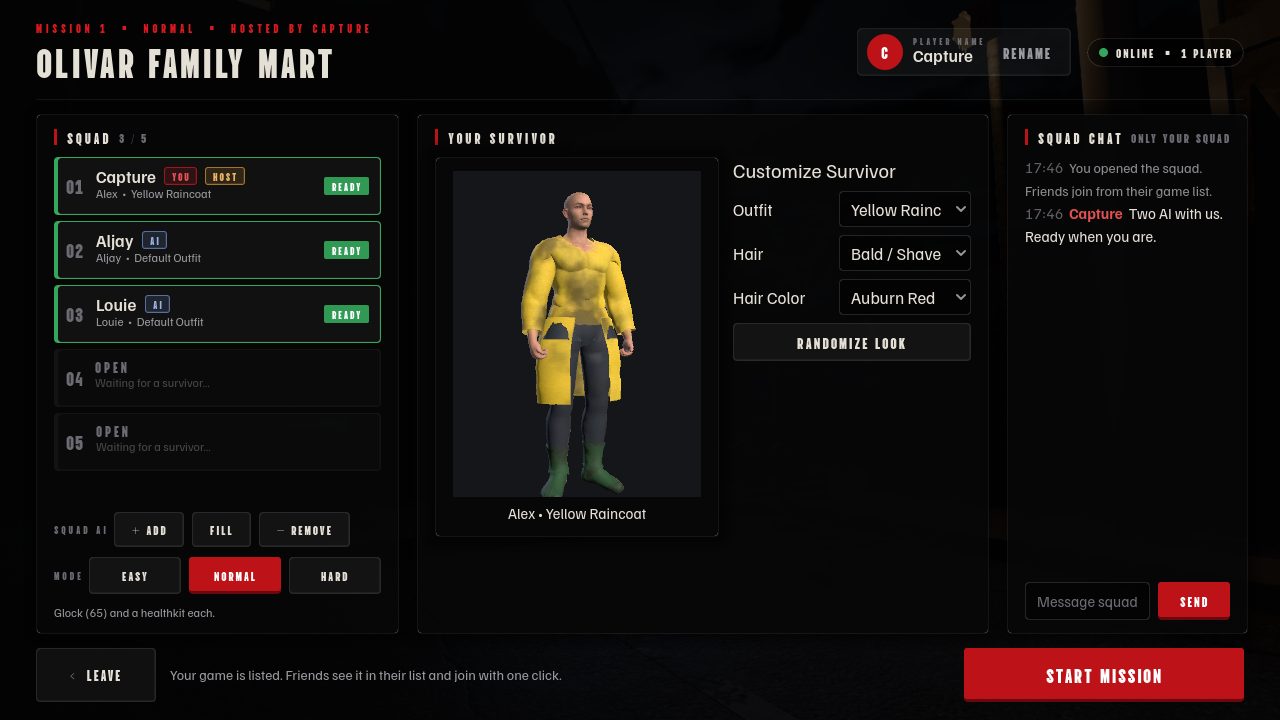 MISSION 1 ▪ NORMAL ▪ HOSTED BY CAPTURE
OLIVAR FAMILY MART
C
PLAYER NAME
Capture
RENAME
ONLINE ▪ 1 PLAYER
SQUAD 3 / 5
01
Capture YOU HOST
Alex • Yellow Raincoat
READY
02
Aljay AI
Aljay • Default Outfit
READY
03
Louie AI
Louie • Default Outfit
READY
04
OPEN
Waiting for a survivor...
05
OPEN
Waiting for a survivor...
SQUAD AI + ADD FILL − REMOVE
MODE EASY NORMAL HARD
Glock (65) and a healthkit each.
YOUR SURVIVOR
Alex • Yellow Raincoat
Customize Survivor
Outfit Yellow Rainc
Hair Bald / Shave
Hair Color Auburn Red
RANDOMIZE LOOK
SQUAD CHAT ONLY YOUR SQUAD
17:46 You opened the squad.
Friends join from their game list.
17:46 Capture Two AI with us.
Ready when you are.
Message squad SEND
‹ LEAVE
Your game is listed. Friends see it in their list and join with one click.
START MISSION